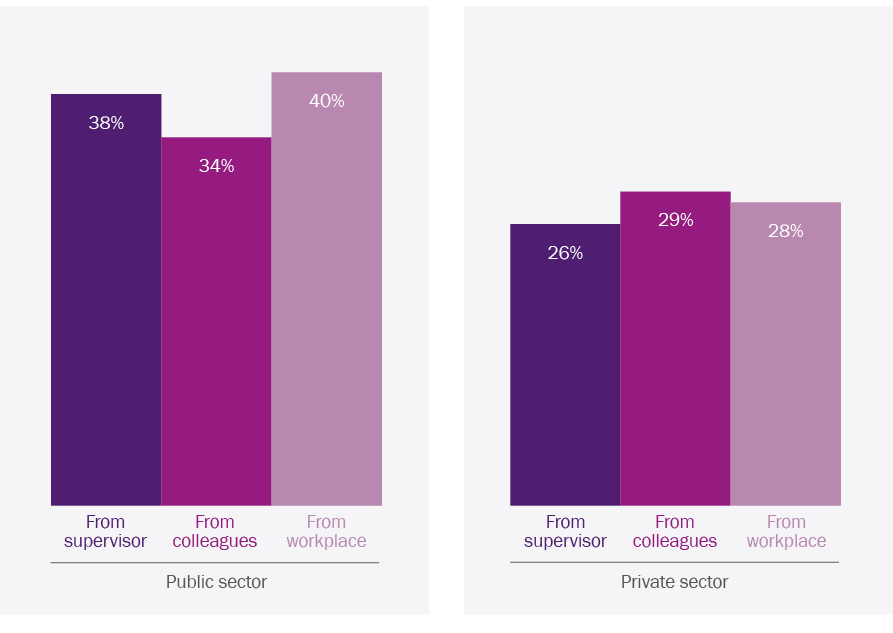 38%
34%
40%
From
supervisor
From
colleagues
From
workplace
Public sector
26%
29%
28%
From
supervisor
From
colleagues
From
workplace
Private sector